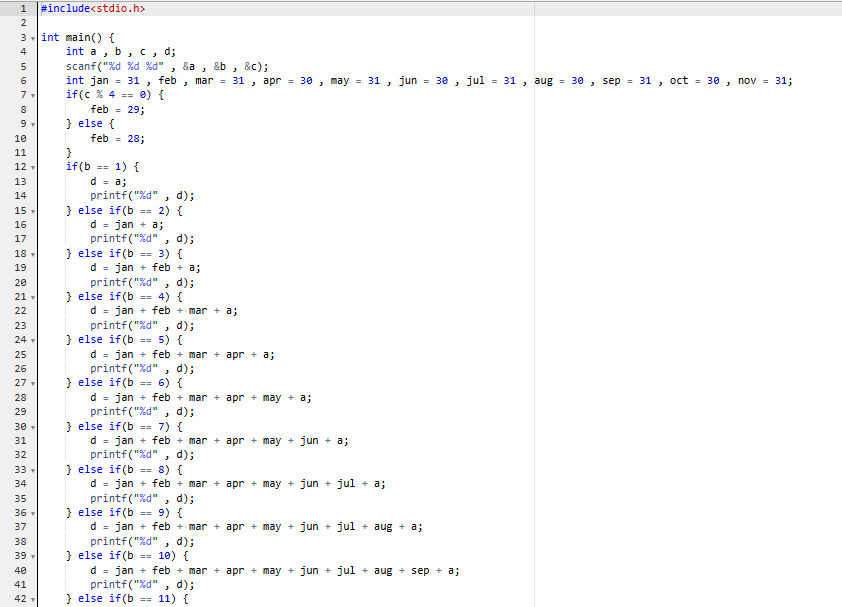 1 #include<stdio.h>
2
3 int main() {
4 int a , b , c , d;
5 scanf("%d %d %d" , &a , &b , &c);
6 int jan = 31 , feb , mar = 31 , apr = 30 , may = 31 , jun = 30 , jul = 31 , aug = 30 , sep = 31 , oct = 30 , nov = 31;
7 if(c % 4 == 0) {
8 feb = 29;
9 } else {
10 feb = 28;
11 }
12 if(b == 1) {
13 d = a;
14 printf("%d" , d);
15 } else if(b == 2) {
16 d = jan + a;
17 printf("%d" , d);
18 } else if(b == 3) {
19 d = jan + feb + a;
20 printf("%d" , d);
21 } else if(b == 4) {
22 d = jan + feb + mar + a;
23 printf("%d" , d);
24 } else if(b == 5) {
25 d = jan + feb + mar + apr + a;
26 printf("%d" , d);
27 } else if(b == 6) {
28 d = jan + feb + mar + apr + may + a;
29 printf("%d" , d);
30 } else if(b == 7) {
31 d = jan + feb + mar + apr + may + jun + a;
32 printf("%d" , d);
33 } else if(b == 8) {
34 d = jan + feb + mar + apr + may + jun + jul + a;
35 printf("%d" , d);
36 } else if(b == 9) {
37 d = jan + feb + mar + apr + may + jun + jul + aug + a;
38 printf("%d" , d);
39 } else if(b == 10) {
40 d = jan + feb + mar + apr + may + jun + jul + aug + sep + a;
41 printf("%d" , d);
42 } else if(b == 11) {